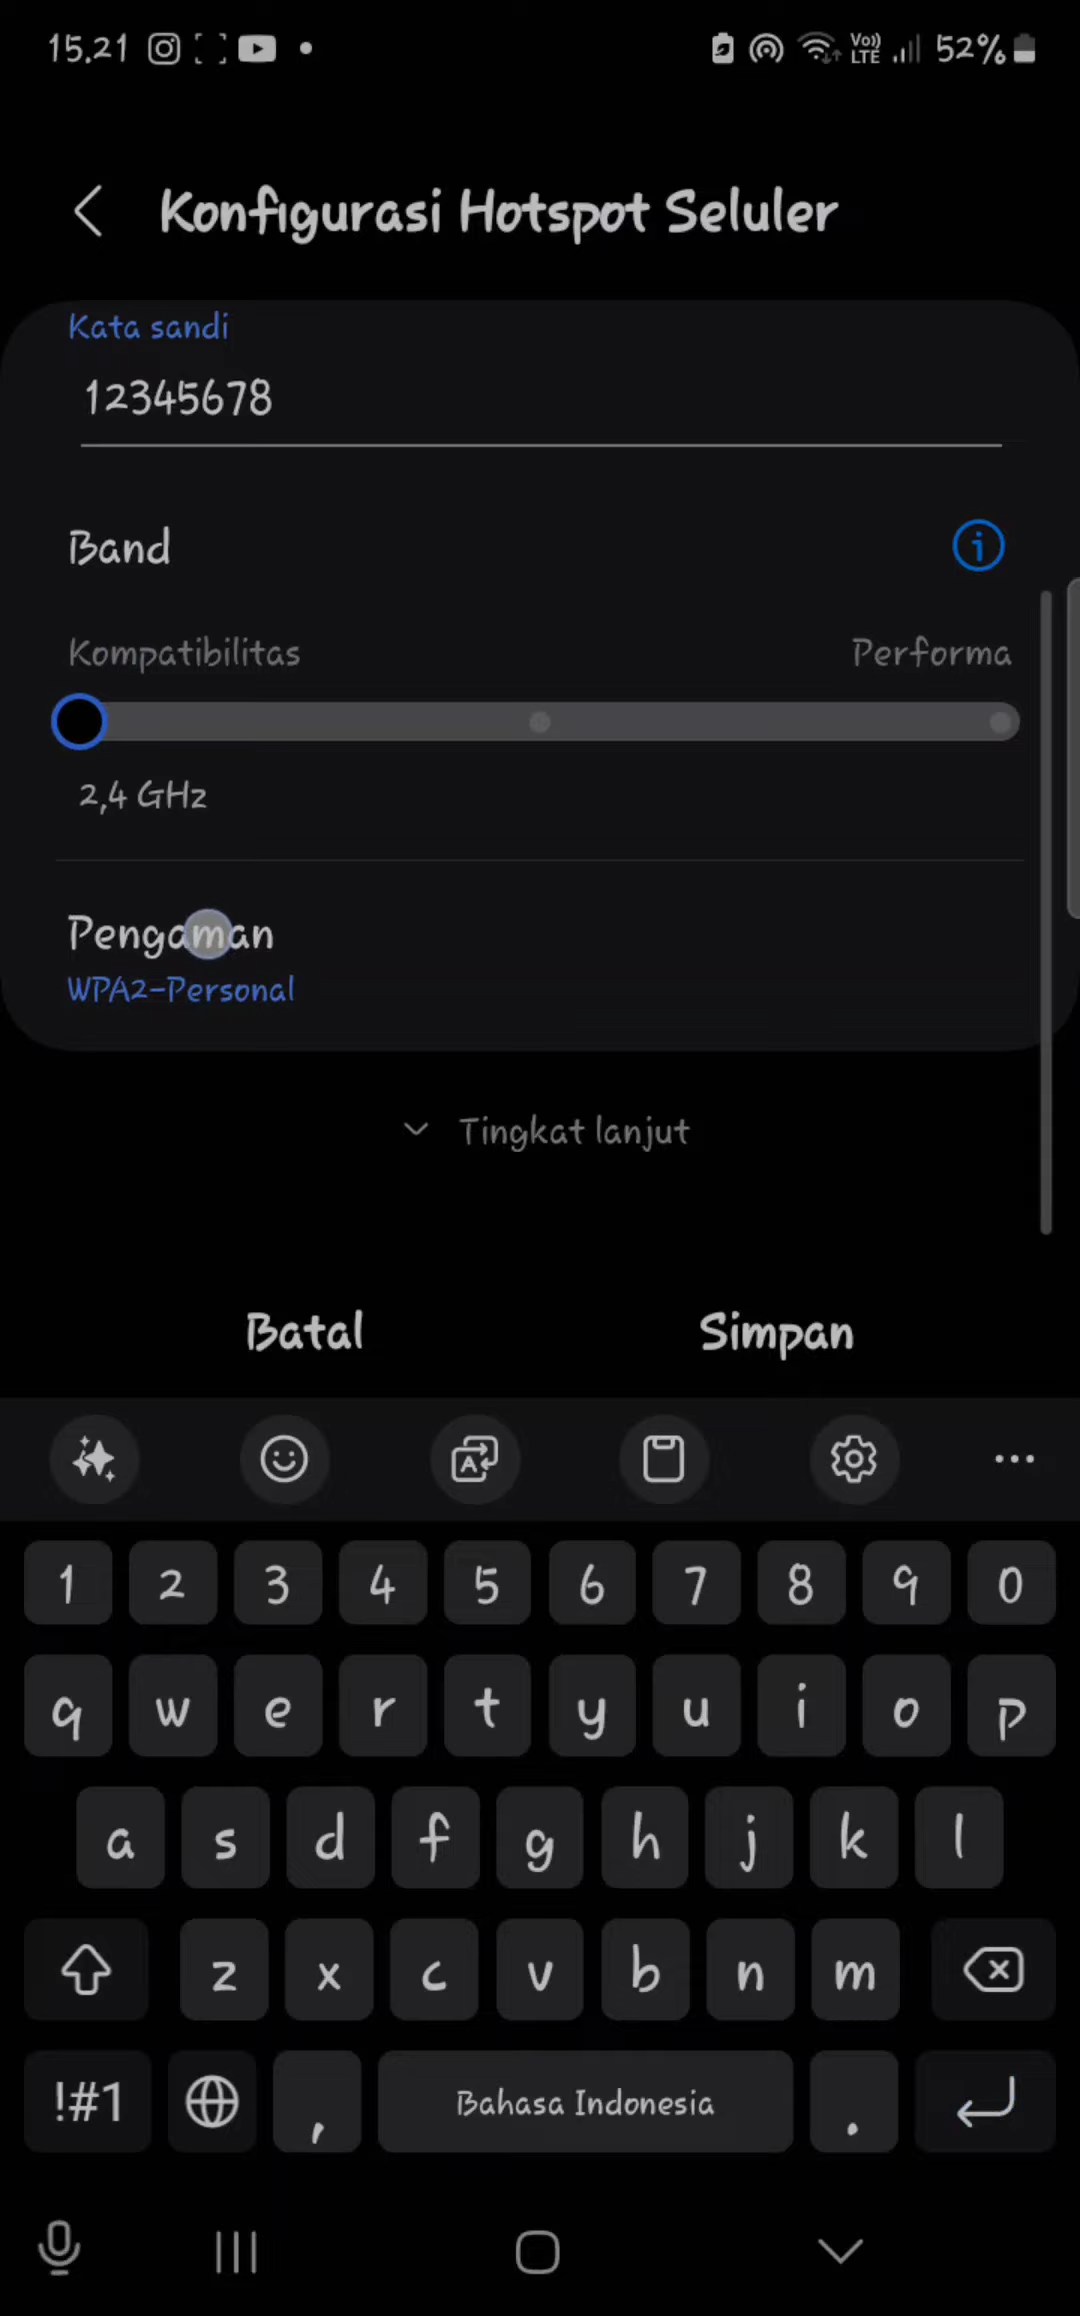 15.21 52%
Vo))
LTE
Konfigurasi Hotspot Seluler
Kata sandi
12345678
Band
Kompatibilitas Performa
2,4 GHz
Pengaman
WPA2-Personal
Tingkat lanjut
Batal Simpan
1 2 3 4 5 6 7 8 9 0
q w e r t y u i o p
a s d f g h j k l
z x c v b n m
!#1 , Bahasa Indonesia .